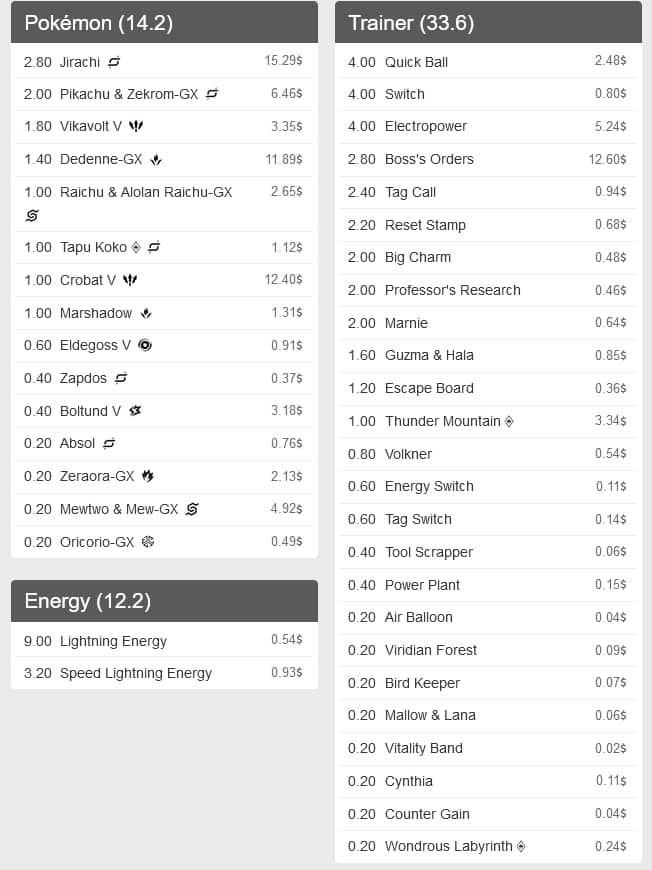 Pokémon (14.2)
2.80 Jirachi 15.29$
2.00 Pikachu & Zekrom-GX 6.46$
1.80 Vikavolt V 3.35$
1.40 Dedenne-GX 11.89$
1.00 Raichu & Alolan Raichu-GX 2.65$
1.00 Tapu Koko 1.12$
1.00 Crobat V 12.40$
1.00 Marshadow 1.31$
0.60 Eldegoss V 0.91$
0.40 Zapdos 0.37$
0.40 Boltund V 3.18$
0.20 Absol 0.76$
0.20 Zeraora-GX 2.13$
0.20 Mewtwo & Mew-GX 4.92$
0.20 Oricorio-GX 0.49$
Energy (12.2)
9.00 Lightning Energy 0.54$
3.20 Speed Lightning Energy 0.93$
Trainer (33.6)
4.00 Quick Ball 2.48$
4.00 Switch 0.80$
4.00 Electropower 5.24$
2.80 Boss's Orders 12.60$
2.40 Tag Call 0.94$
2.20 Reset Stamp 0.68$
2.00 Big Charm 0.48$
2.00 Professor's Research 0.46$
2.00 Marnie 0.64$
1.60 Guzma & Hala 0.85$
1.20 Escape Board 0.36$
1.00 Thunder Mountain 3.34$
0.80 Volkner 0.54$
0.60 Energy Switch 0.11$
0.60 Tag Switch 0.14$
0.40 Tool Scrapper 0.06$
0.40 Power Plant 0.15$
0.20 Air Balloon 0.04$
0.20 Viridian Forest 0.09$
0.20 Bird Keeper 0.07$
0.20 Mallow & Lana 0.06$
0.20 Vitality Band 0.02$
0.20 Cynthia 0.11$
0.20 Counter Gain 0.04$
0.20 Wondrous Labyrinth 0.24$